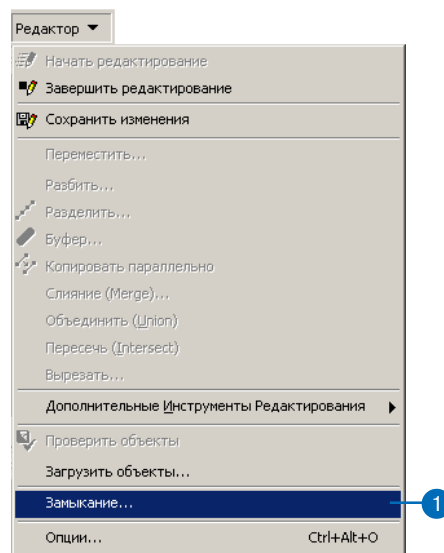 Редактор
Начать редактирование
Завершить редактирование
Сохранить изменения
Переместить...
Разбить...
Разделить...
Буфер...
Копировать параллельно
Слияние (Merge)...
Объединить (Union)
Пересечь (Intersect)
Вырезать...
Дополнительные Инструменты Редактирования
Проверить объекты
Загрузить объекты...
Замыкание... 1
Опции... Ctrl+Alt+O